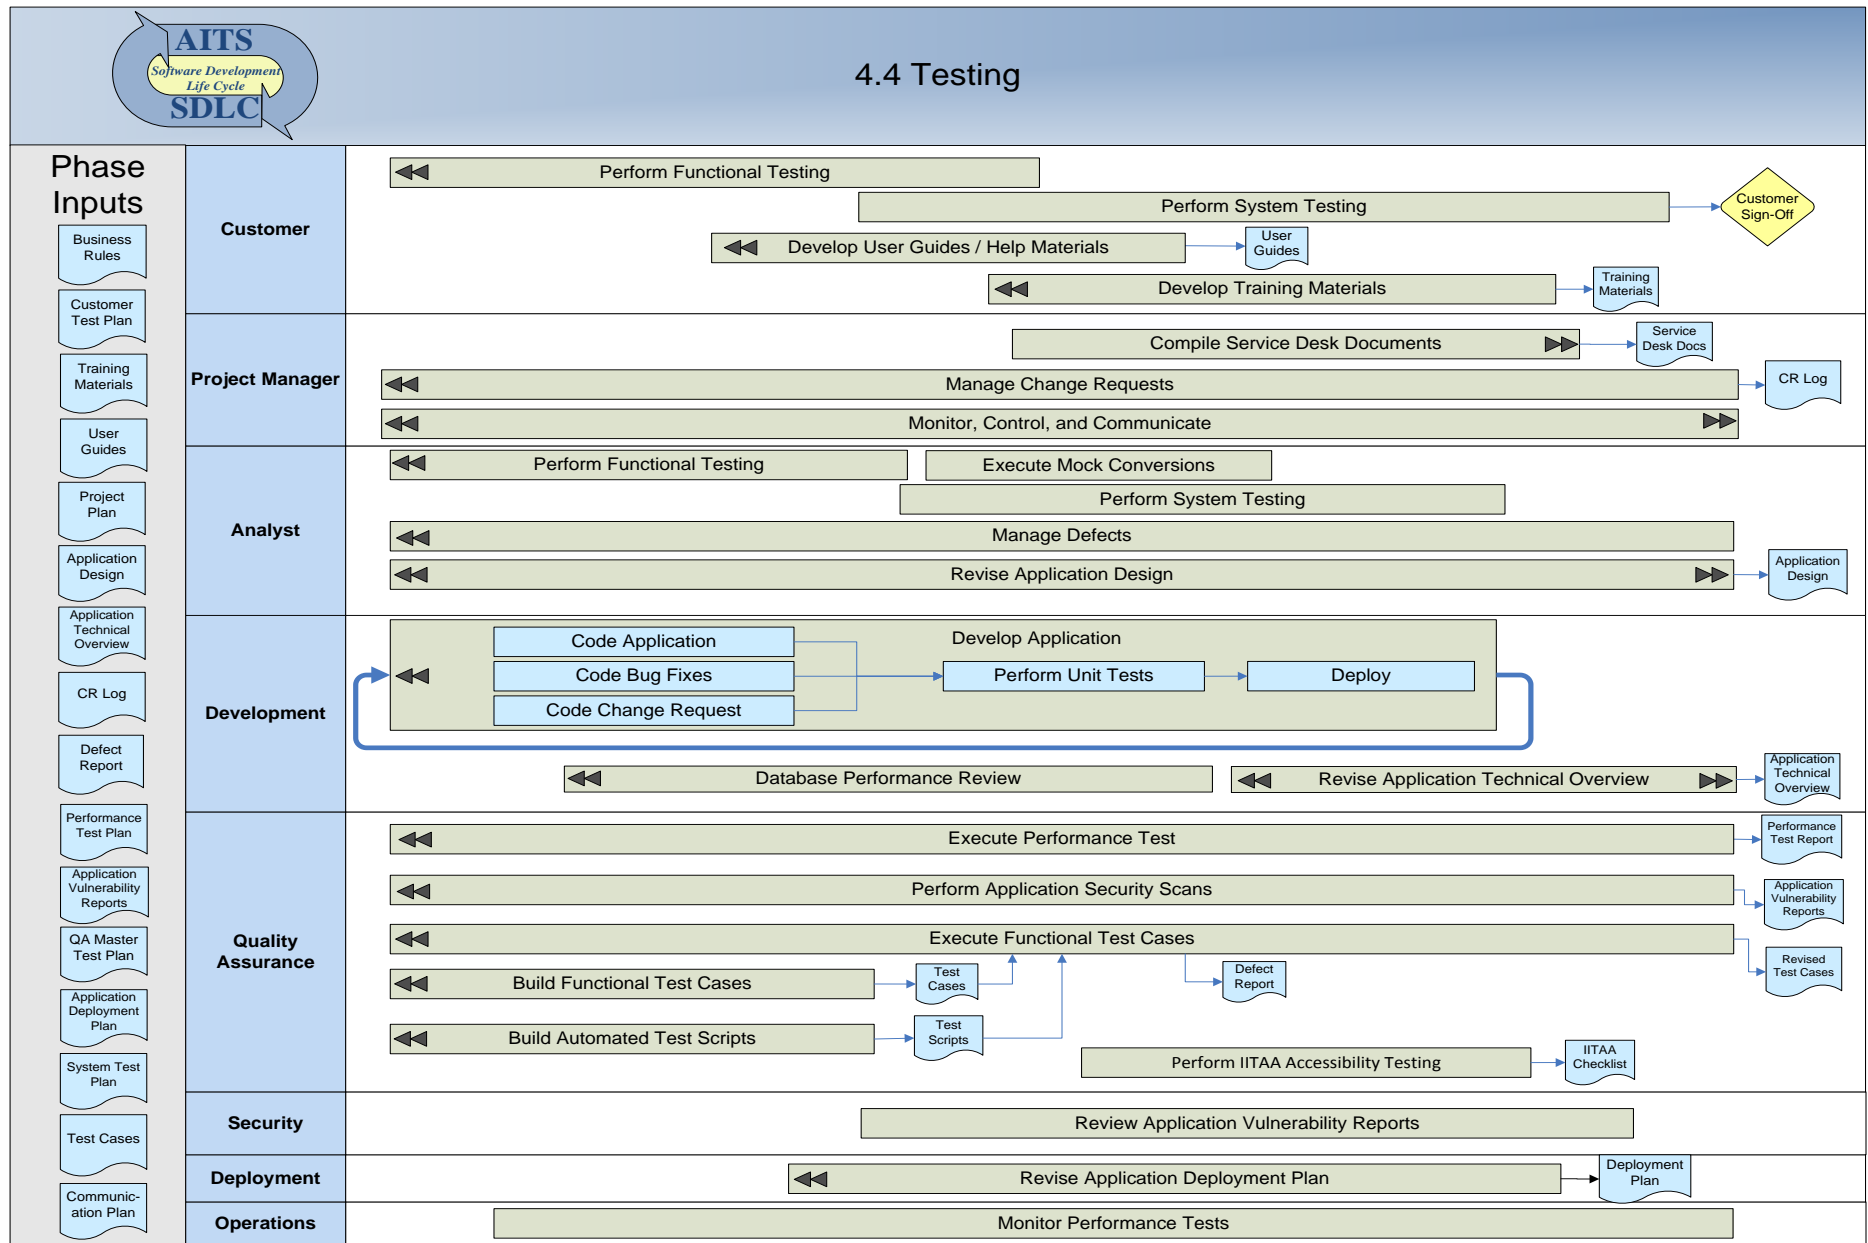 AITS
Software Development
Life Cycle
SDLC
4.4 Testing
Phase
Inputs
Business
Rules
Customer
Test Plan
Training
Materials
User
Guides
Project
Plan
Application
Design
Application
Technical
Overview
CR Log
Defect
Report
Performance
Test Plan
Application
Vulnerability
Reports
QA Master
Test Plan
Application
Deployment
Plan
System Test
Plan
Test Cases
Communic-
ation Plan
Customer
Perform Functional Testing
Perform System Testing
Customer
Sign-Off
Develop User Guides / Help Materials
User
Guides
Develop Training Materials
Training
Materials
Project Manager
Compile Service Desk Documents
Service
Desk Docs
Manage Change Requests
CR Log
Monitor, Control, and Communicate
Analyst
Perform Functional Testing
Execute Mock Conversions
Perform System Testing
Manage Defects
Revise Application Design
Application
Design
Development
Develop Application
Code Application
Code Bug Fixes
Code Change Request
Perform Unit Tests
Deploy
Database Performance Review
Revise Application Technical Overview
Application
Technical
Overview
Quality
Assurance
Execute Performance Test
Performance
Test Report
Perform Application Security Scans
Application
Vulnerability
Reports
Execute Functional Test Cases
Revised
Test Cases
Build Functional Test Cases
Test
Cases
Defect
Report
Build Automated Test Scripts
Test
Scripts
Perform IITAA Accessibility Testing
IITAA
Checklist
Security
Review Application Vulnerability Reports
Deployment
Revise Application Deployment Plan
Deployment
Plan
Operations
Monitor Performance Tests